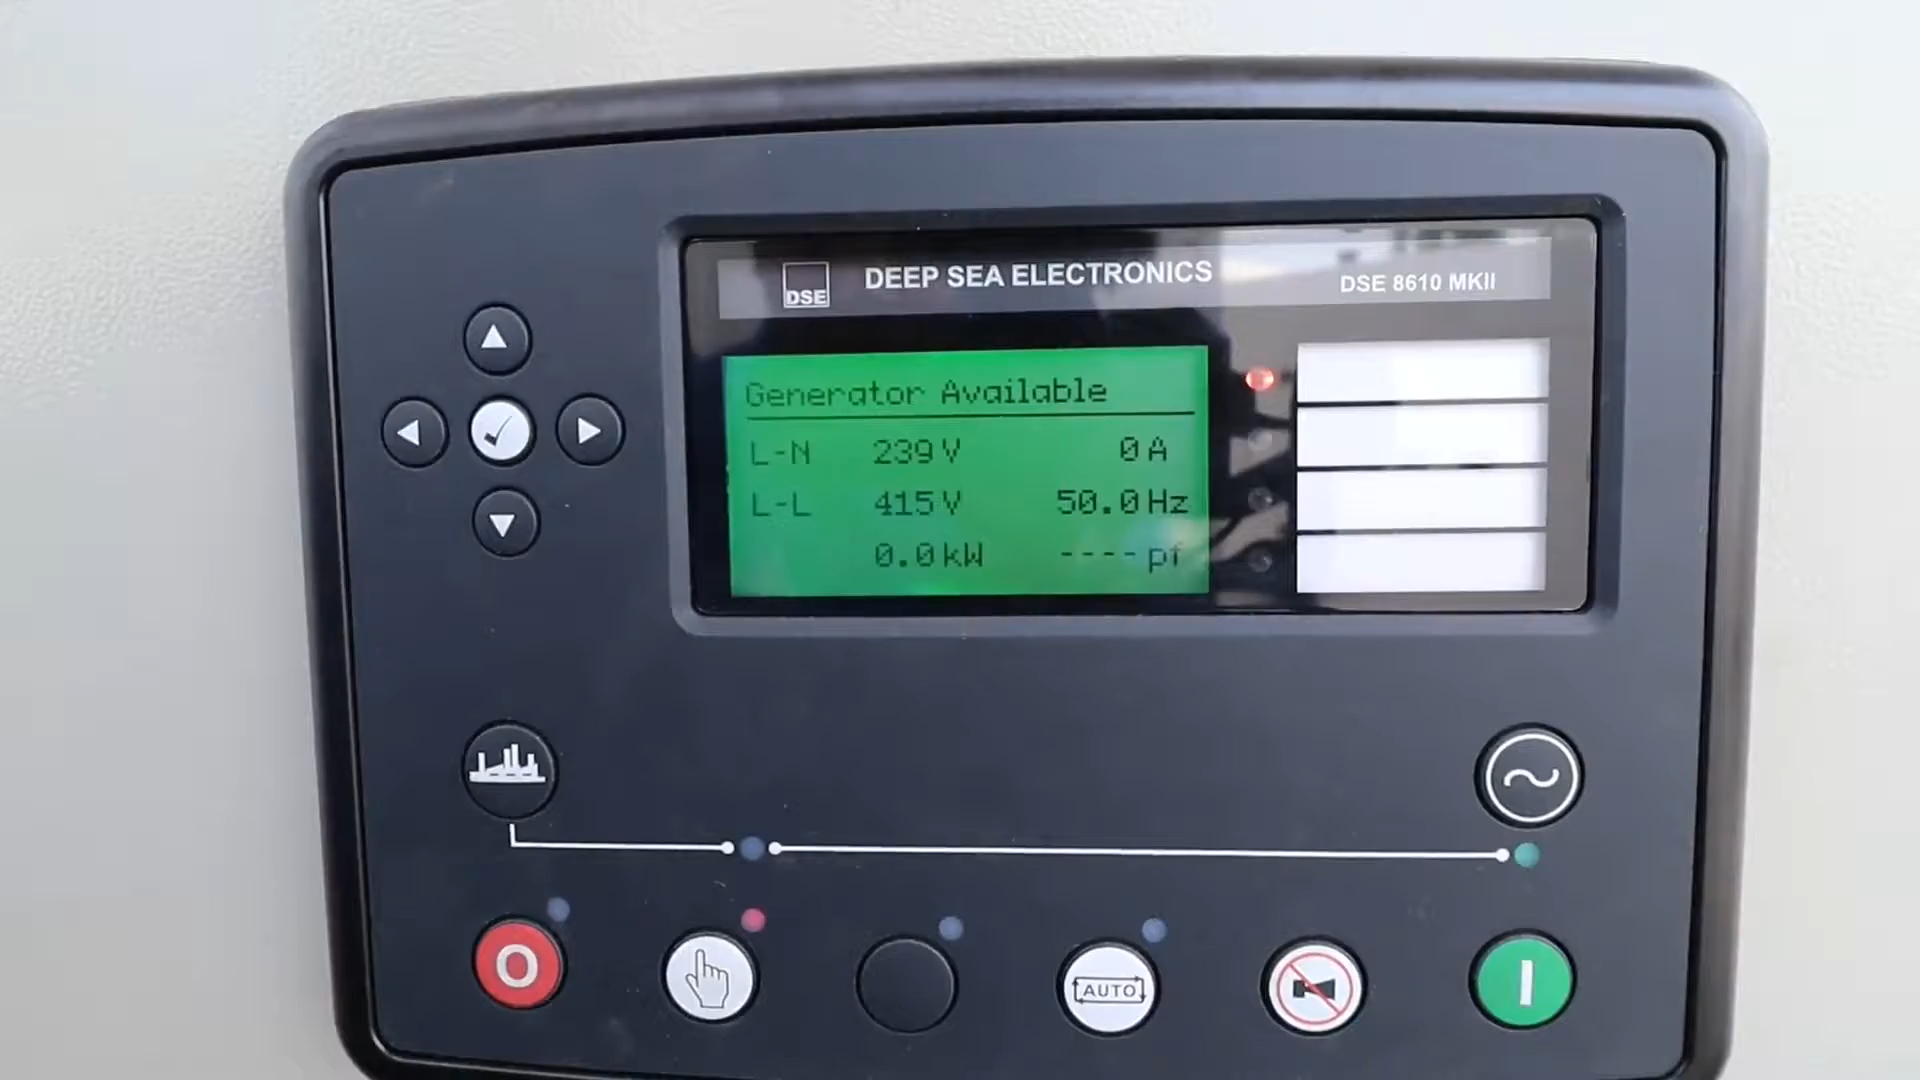 DSE DEEP SEA ELECTRONICS DSE 8610 MKII
Generator Available
L-N 239 V 0 A
L-L 415 V 50.0 Hz
0.0 kW ---- pf
O AUTO I